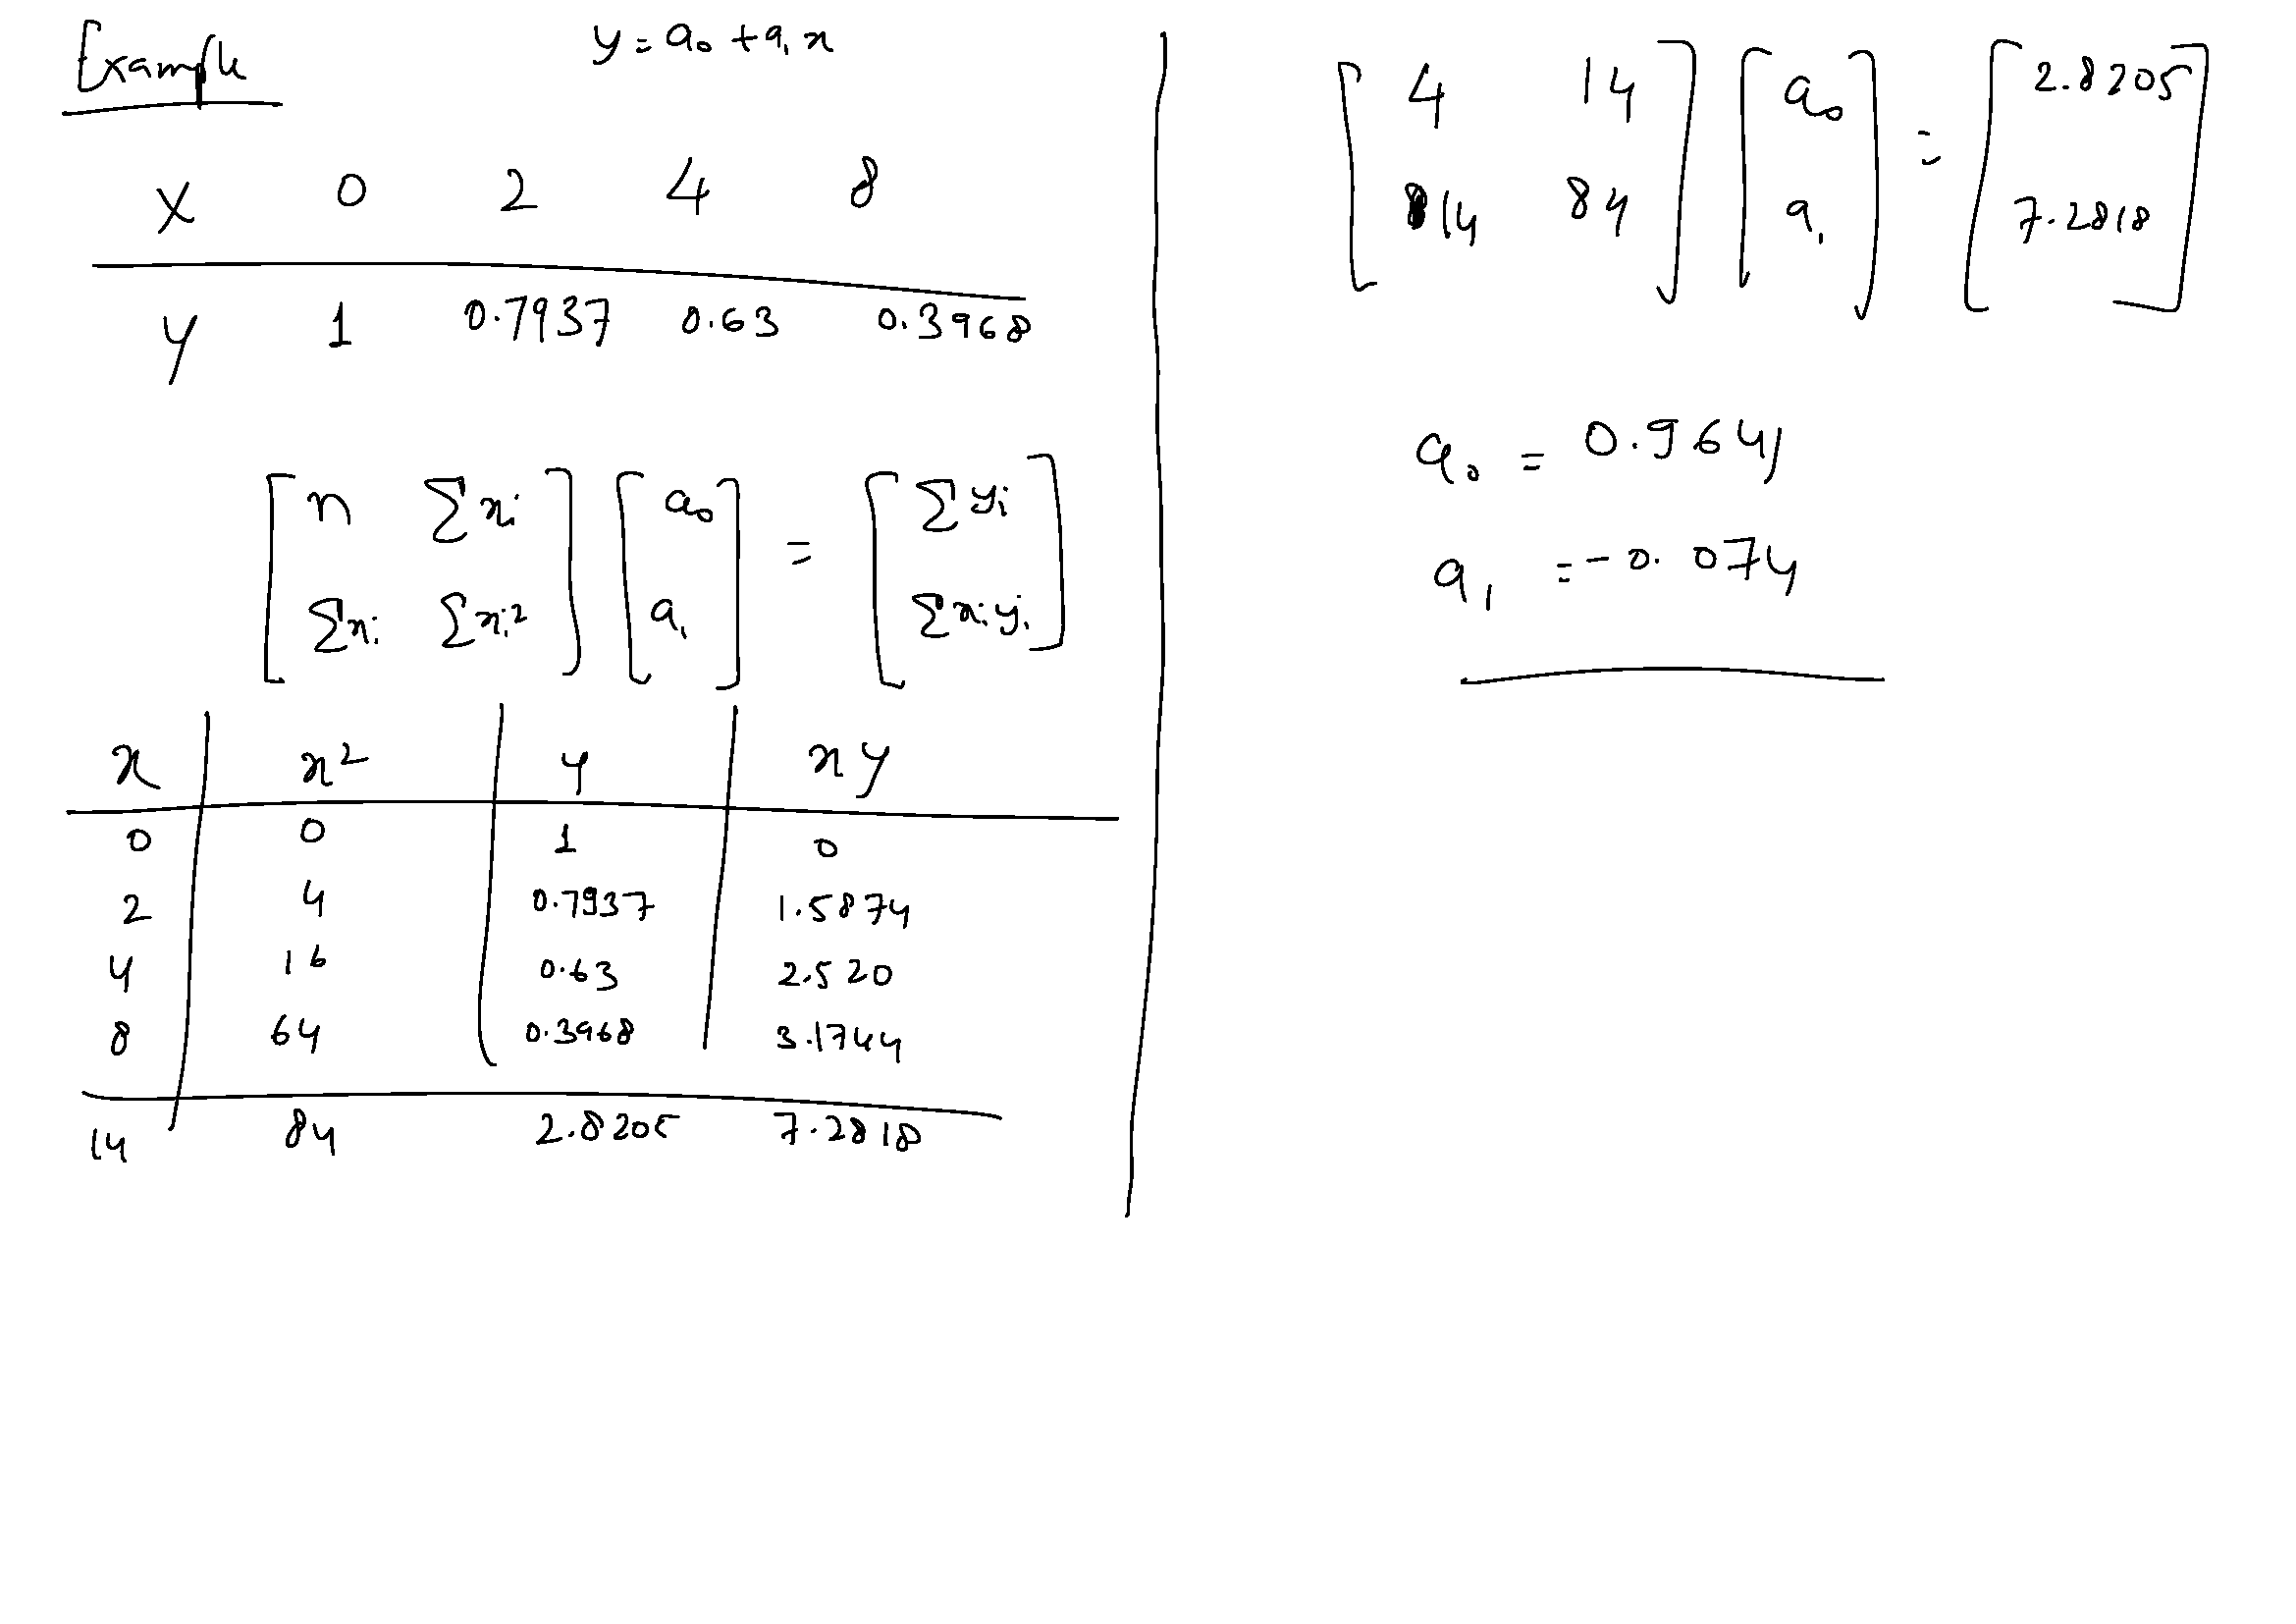 Example
y = a₀ + a₁ x
X 0 2 4 8
y 1 0.7937 0.63 0.3968
[ n Σxᵢ ] [ a₀ ] = [ Σyᵢ ]
[ Σxᵢ Σxᵢ² ] [ a₁ ] [ Σxᵢyᵢ ]
x x² y xy
0 0 1 0
2 4 0.7937 1.5874
4 16 0.63 2.520
8 64 0.3968 3.1744
14 84 2.8205 7.2818
[ 4 14 ] [ a₀ ] = [ 2.8205 ]
[ 14 84 ] [ a₁ ] [ 7.2818 ]
a₀ = 0.964
a₁ = -0.074